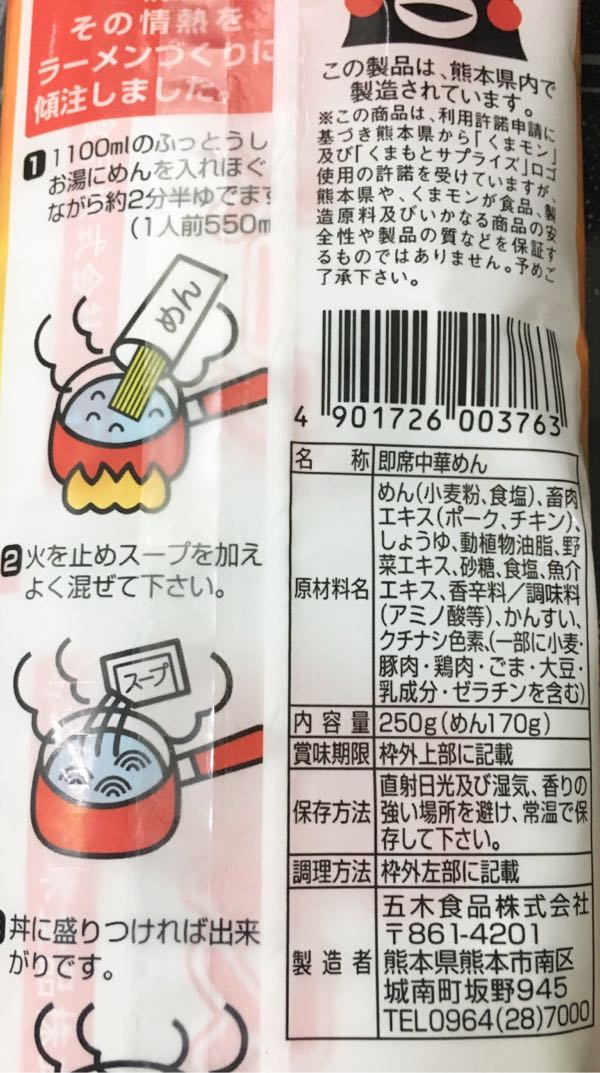 その情熱を
ラーメンづくりに
傾注しました。
1 1100mlのふっとうし
お湯にめんを入れほぐ
ながら約2分半ゆでます
(1人前550m
めん
2 火を止めスープを加え
よく混ぜて下さい。
スープ
丼に盛りつければ出来
がりです。
この製品は、熊本県内で
製造されています。
※この商品は、利用許諾申請に
基づき熊本県から「くまモン」
及び「くまもとサプライズ」ロゴ
使用の許諾を受けていますが、
熊本県や、くまモンが食品、製
造原料及びいかなる商品の安
全性や製品の質などを保証す
るものではありません。予めご
了承下さい。
4 901726 003763
名称 即席中華めん
原材料名 めん(小麦粉、食塩)、畜肉
エキス(ポーク、チキン)、
しょうゆ、動植物油脂、野
菜エキス、砂糖、食塩、魚介
エキス、香辛料/調味料
(アミノ酸等)、かんすい、
クチナシ色素、(一部に小麦・
豚肉・鶏肉・ごま・大豆・
乳成分・ゼラチンを含む)
内容量 250g(めん170g)
賞味期限 枠外上部に記載
保存方法 直射日光及び湿気、香りの
強い場所を避け、常温で保
存して下さい。
調理方法 枠外左部に記載
製造者 五木食品株式会社
〒861-4201
熊本県熊本市南区
城南町坂野945
TEL0964(28)7000